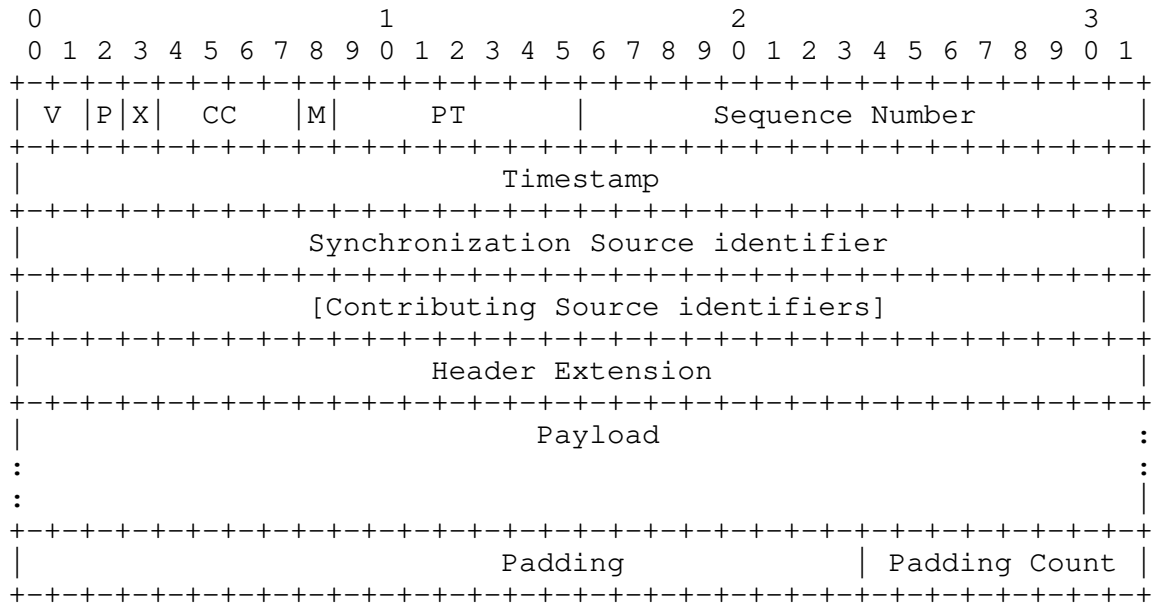 0                   1                   2                   3
 0 1 2 3 4 5 6 7 8 9 0 1 2 3 4 5 6 7 8 9 0 1 2 3 4 5 6 7 8 9 0 1
+-+-+-+-+-+-+-+-+-+-+-+-+-+-+-+-+-+-+-+-+-+-+-+-+-+-+-+-+-+-+-+-+
| V |P|X|  CC   |M|     PT      |       Sequence Number         |
+-+-+-+-+-+-+-+-+-+-+-+-+-+-+-+-+-+-+-+-+-+-+-+-+-+-+-+-+-+-+-+-+
|                           Timestamp                           |
+-+-+-+-+-+-+-+-+-+-+-+-+-+-+-+-+-+-+-+-+-+-+-+-+-+-+-+-+-+-+-+-+
|                Synchronization Source identifier              |
+-+-+-+-+-+-+-+-+-+-+-+-+-+-+-+-+-+-+-+-+-+-+-+-+-+-+-+-+-+-+-+-+
|                [Contributing Source identifiers]              |
+-+-+-+-+-+-+-+-+-+-+-+-+-+-+-+-+-+-+-+-+-+-+-+-+-+-+-+-+-+-+-+-+
|                       Header Extension                        |
+-+-+-+-+-+-+-+-+-+-+-+-+-+-+-+-+-+-+-+-+-+-+-+-+-+-+-+-+-+-+-+-+
|                             Payload                           :
:                                                               :
:                                                               |
+-+-+-+-+-+-+-+-+-+-+-+-+-+-+-+-+-+-+-+-+-+-+-+-+-+-+-+-+-+-+-+-+
|                           Padding             | Padding Count |
+-+-+-+-+-+-+-+-+-+-+-+-+-+-+-+-+-+-+-+-+-+-+-+-+-+-+-+-+-+-+-+-+